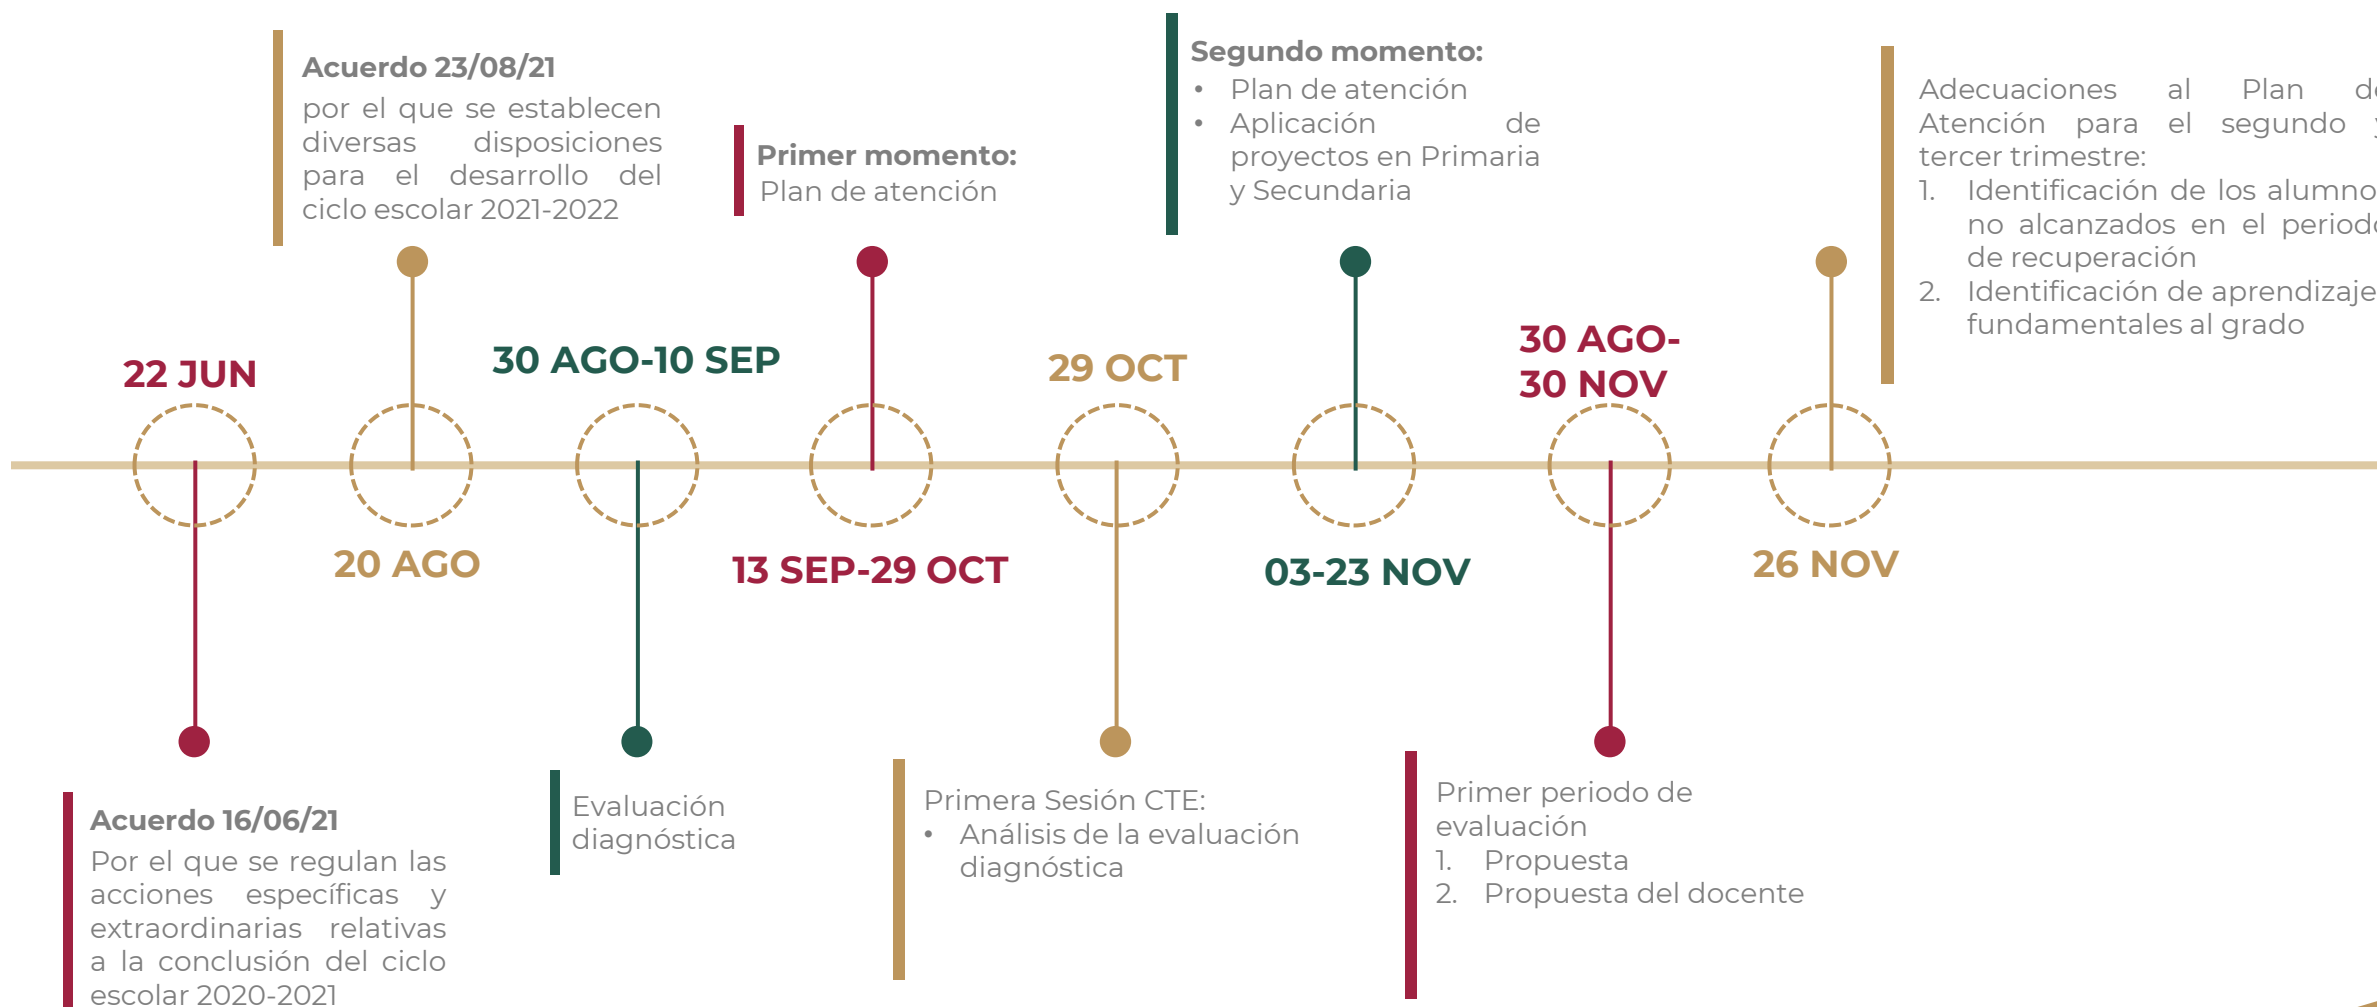 Acuerdo 23/08/21
por el que se establecen
diversas disposiciones
para el desarrollo del
ciclo escolar 2021-2022
Primer momento:
Plan de atención
Segundo momento:
• Plan de atención
• Aplicación de
proyectos en Primaria
y Secundaria
Adecuaciones al Plan de
Atención para el segundo y
tercer trimestre:
1. Identificación de los alumno
no alcanzados en el periodo
de recuperación
2. Identificación de aprendizaje
fundamentales al grado
22 JUN
30 AGO-10 SEP
29 OCT
30 AGO-
30 NOV
20 AGO
13 SEP-29 OCT
03-23 NOV
26 NOV
Acuerdo 16/06/21
Por el que se regulan las
acciones específicas y
extraordinarias relativas
a la conclusión del ciclo
escolar 2020-2021
Evaluación
diagnóstica
Primera Sesión CTE:
• Análisis de la evaluación
diagnóstica
Primer periodo de
evaluación
1. Propuesta
2. Propuesta del docente